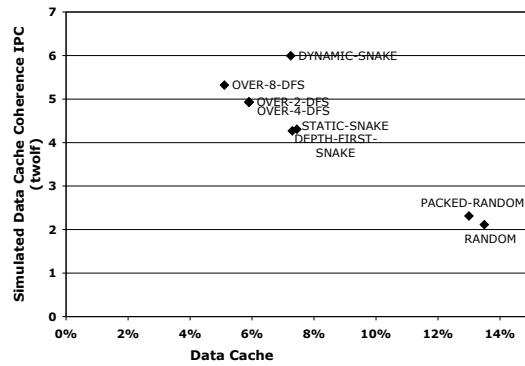 Simulated Data Cache Coherence IPC
(twolf)
7
6
5
4
3
2
1
0
DYNAMIC-SNAKE
OVER-8-DFS
OVER-2-DFS
OVER-4-DFS
STATIC-SNAKE
DEPTH-FIRST-
SNAKE
PACKED-RANDOM
RANDOM
0% 2% 4% 6% 8% 10% 12% 14%
Data Cache